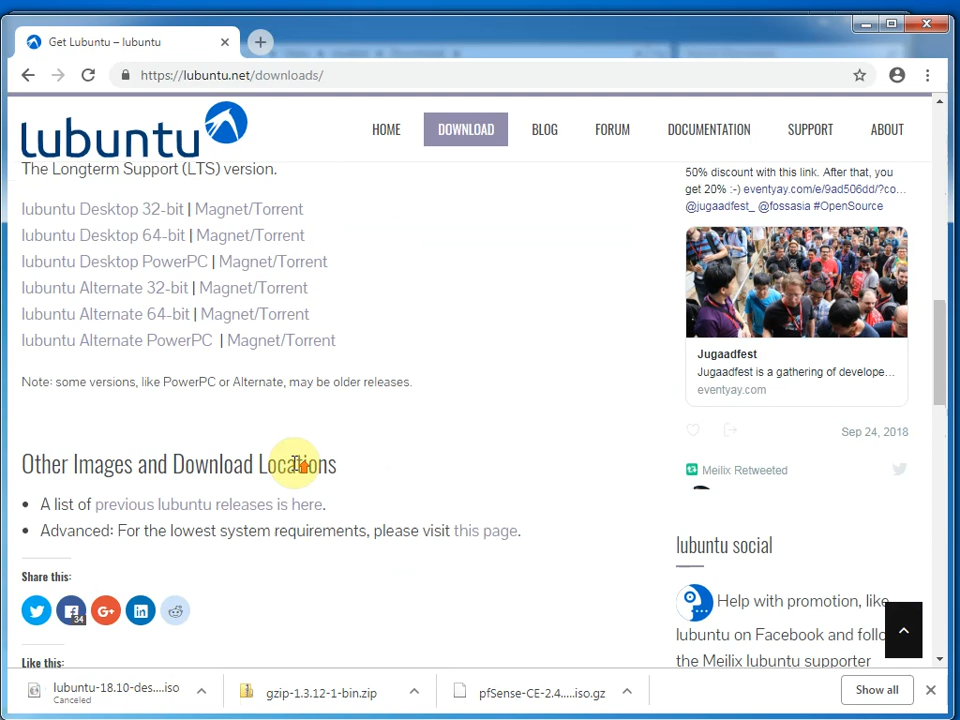 Get Lubuntu – lubuntu
https://lubuntu.net/downloads/
lubuntu
HOME
DOWNLOAD
BLOG
FORUM
DOCUMENTATION
SUPPORT
ABOUT
The Longterm Support (LTS) version.
lubuntu Desktop 32-bit | Magnet/Torrent
lubuntu Desktop 64-bit | Magnet/Torrent
lubuntu Desktop PowerPC | Magnet/Torrent
lubuntu Alternate 32-bit | Magnet/Torrent
lubuntu Alternate 64-bit | Magnet/Torrent
lubuntu Alternate PowerPC | Magnet/Torrent
Note: some versions, like PowerPC or Alternate, may be older releases.
Other Images and Download Locations
• A list of previous lubuntu releases is here.
• Advanced: For the lowest system requirements, please visit this page.
Share this:
34
G+
in
Like this:
50% discount with this link. After, that, you
get 20% :-) eventyay.com/e/9ad506dd/?co...
@jugaadfest_ @fossasia #OpenSource
Jugaadfest
Jugaadfest is a gathering of develope...
eventyay.com
Sep 24, 2018
Meilix Retweeted
lubuntu social
Help with promotion, like
lubuntu on Facebook and follo
the Meilix lubuntu supporter
lubuntu-18.10-des....iso
Canceled
gzip-1.3.12-1-bin.zip
pfSense-CE-2.4.....iso.gz
Show all